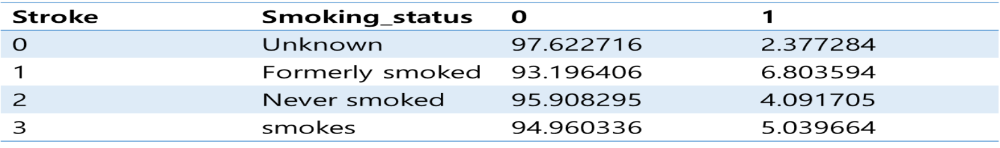 Stroke Smoking_status 0 1
0 Unknown 97.622716 2.377284
1 Formerly smoked 93.196406 6.803594
2 Never smoked 95.908295 4.091705
3 smokes 94.960336 5.039664